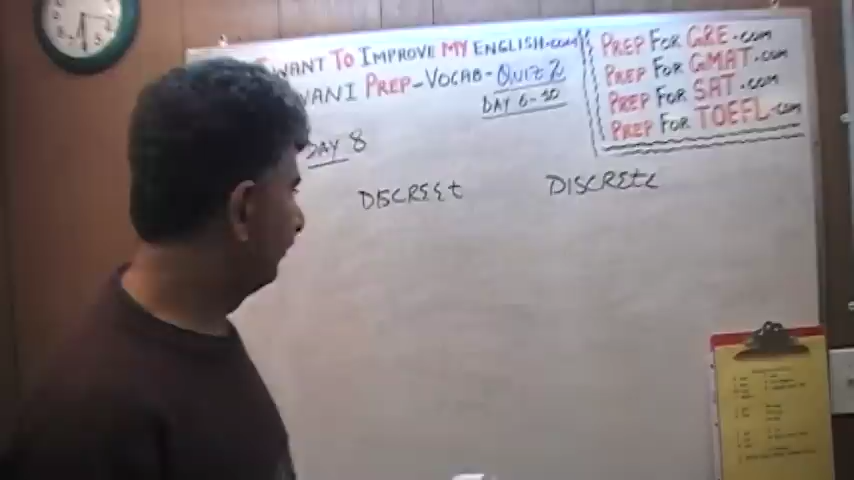 WANT TO IMPROVE MY ENGLISH.COM
VANI PREP-VOCAB-QUIZ 2
DAY 6-10
PREP FOR GRE.COM
PREP FOR GMAT.COM
PREP FOR SAT.COM
PREP FOR TOEFL.COM
DAY 8
DISCREEt DISCREtE